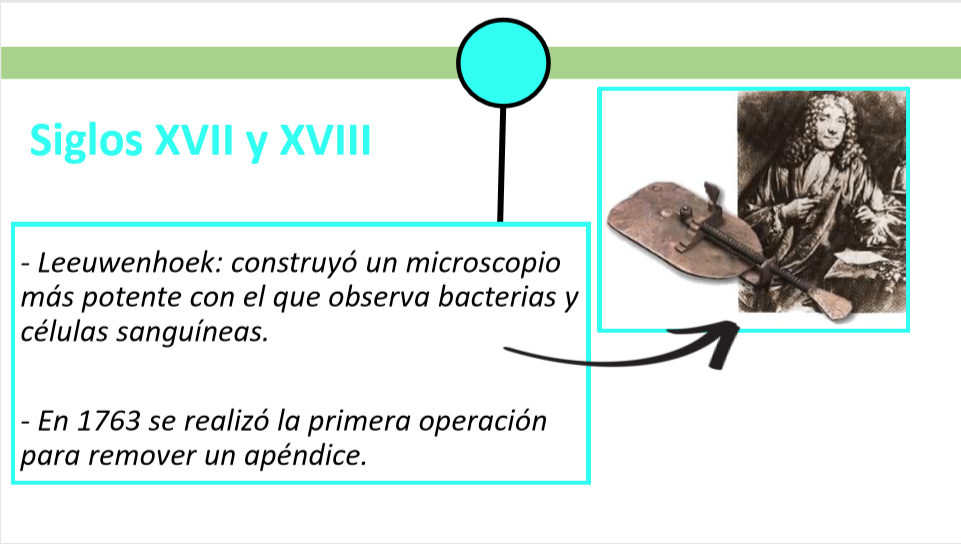 Siglos XVII y XVIII
- Leeuwenhoek: construyó un microscopio
más potente con el que observa bacterias y
células sanguíneas.
- En 1763 se realizó la primera operación
para remover un apéndice.